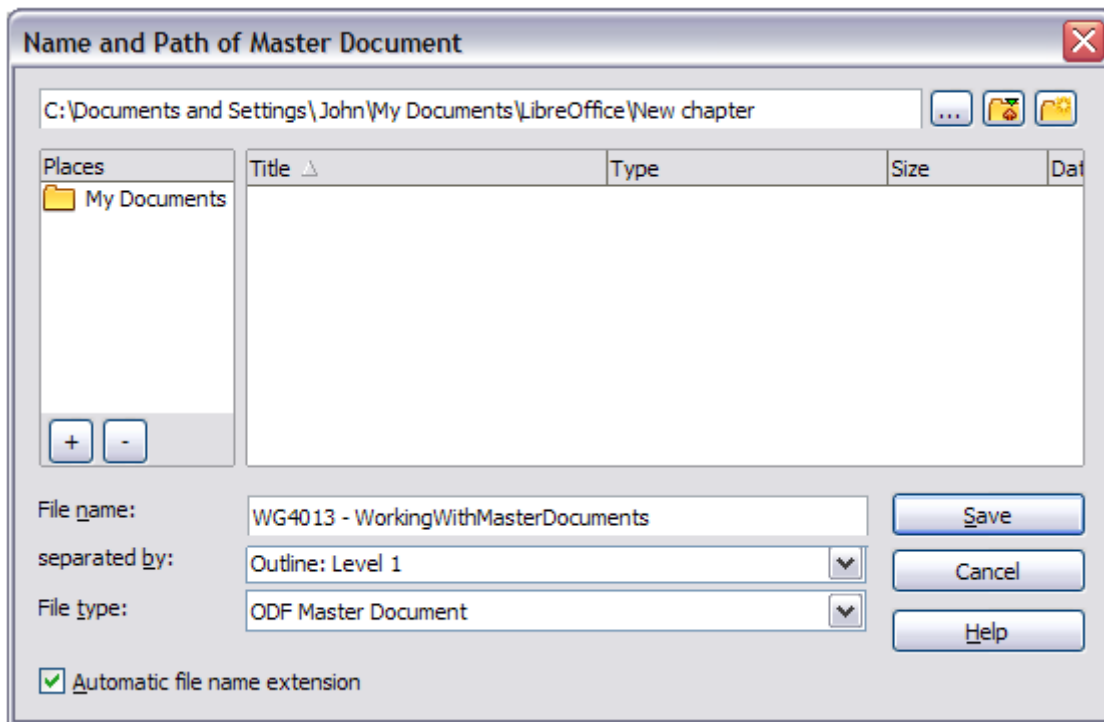 Name and Path of Master Document
C:\Documents and Settings\John\My Documents\LibreOffice\New chapter
...
Places
Title Type Size Dat
My Documents
+ -
File name: WG4013 - WorkingWithMasterDocuments Save
separated by: Outline: Level 1 Cancel
File type: ODF Master Document Help
Automatic file name extension